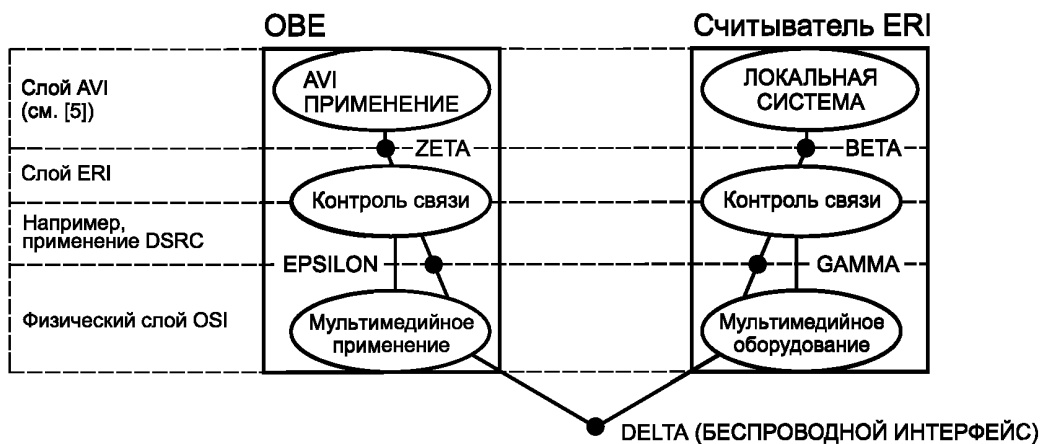 OBE
Считыватель ERI
Слой AVI
(см. [5])
AVI
ПРИМЕНЕНИЕ
ЛОКАЛЬНАЯ
СИСТЕМА
ZETA
BETA
Слой ERI
Контроль связи
Контроль связи
Например,
применение DSRC
EPSILON
GAMMA
Физический слой OSI
Мультимедийное
применение
Мультимедийное
оборудование
DELTA (БЕСПРОВОДНОЙ ИНТЕРФЕЙС)